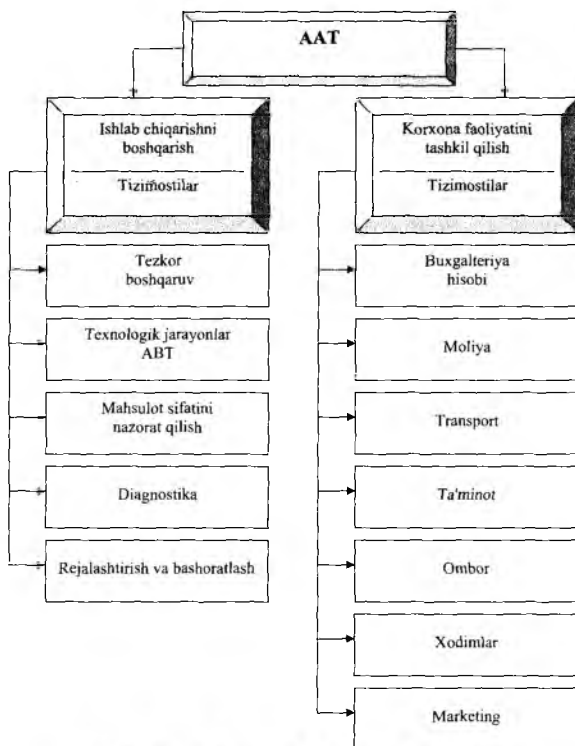 AAT
Ishlab chiqarishni
boshqarish
Tizimostilar
Tezkor
boshqaruv
Texnologik jarayonlar
ABT
Mahsulot sifatini
nazorat qilish
Diagnostika
Rejalashtirish va bashoratlash
Korxona faoliyatini
tashkil qilish
Tizimostilar
Buxgalteriya
hisobi
Moliya
Transport
Ta'minot
Ombor
Xodimlar
Marketing